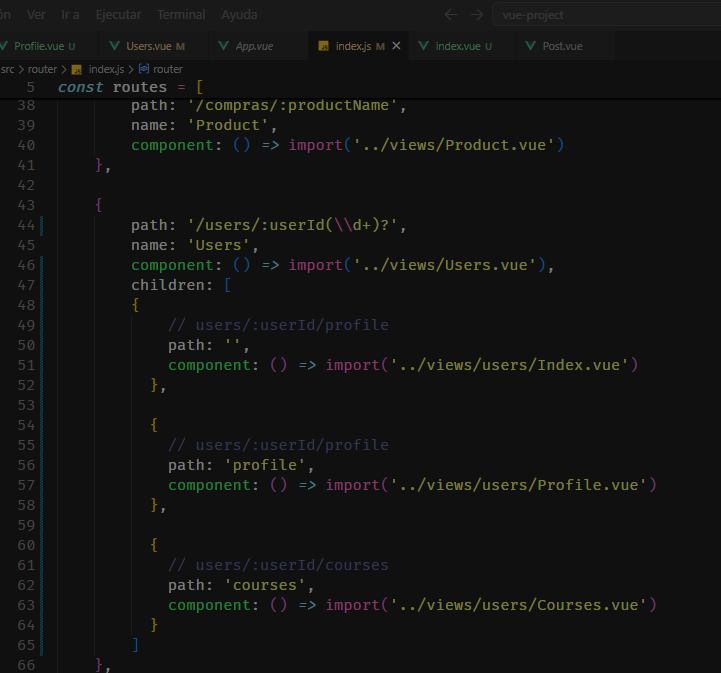 ón Ver Ir a Ejecutar Terminal Ayuda vue-project
Profile.vue U Users.vue M App.vue index.js M index.vue U Post.vue
src > router > index.js > router
5 const routes = [
38 path: '/compras/:productName',
39 name: 'Product',
40 component: () => import('../views/Product.vue')
41 },
42
43 {
44 path: '/users/:userId(\\d+)?',
45 name: 'Users',
46 component: () => import('../views/Users.vue'),
47 children: [
48 {
49 // users/:userId/profile
50 path: '',
51 component: () => import('../views/users/Index.vue')
52 },
53
54 {
55 // users/:userId/profile
56 path: 'profile',
57 component: () => import('../views/users/Profile.vue')
58 },
59
60 {
61 // users/:userId/courses
62 path: 'courses',
63 component: () => import('../views/users/Courses.vue')
64 }
65 ]
66 },